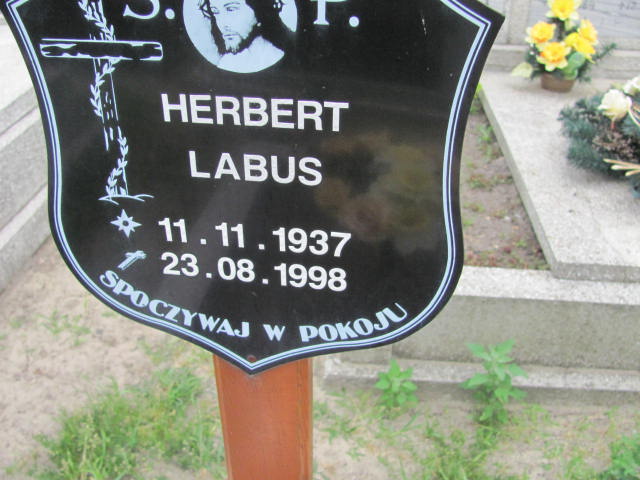 S. P.
HERBERT
LABUS
11.11.1937
23.08.1998
SPOCZYWAJ W POKOJU